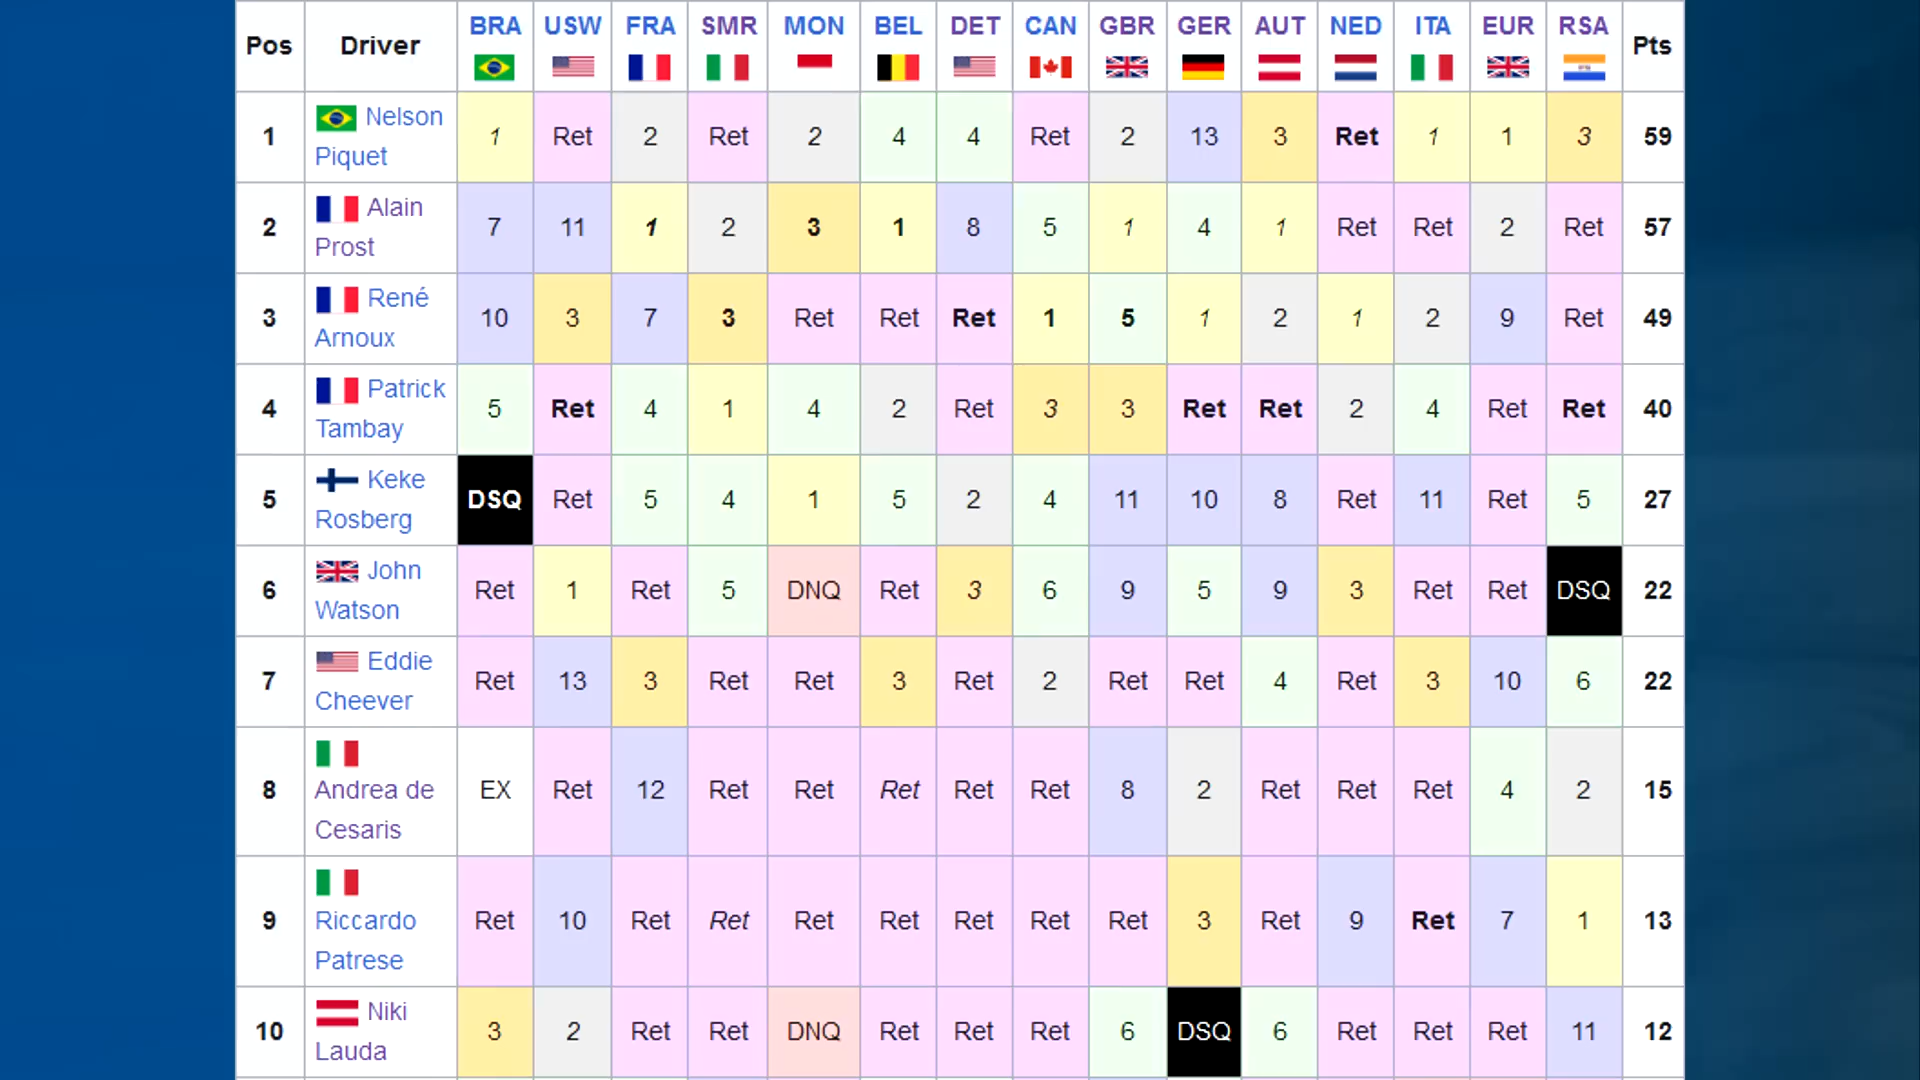 Pos Driver BRA USW FRA SMR MON BEL DET CAN GBR GER AUT NED ITA EUR RSA Pts
1 Nelson Piquet 1 Ret 2 Ret 2 4 4 Ret 2 13 3 Ret 1 1 3 59
2 Alain Prost 7 11 1 2 3 1 8 5 1 4 1 Ret Ret 2 Ret 57
3 René Arnoux 10 3 7 3 Ret Ret Ret 1 5 1 2 1 2 9 Ret 49
4 Patrick Tambay 5 Ret 4 1 4 2 Ret 3 3 Ret Ret 2 4 Ret Ret 40
5 Keke Rosberg DSQ Ret 5 4 1 5 2 4 11 10 8 Ret 11 Ret 5 27
6 John Watson Ret 1 Ret 5 DNQ Ret 3 6 9 5 9 3 Ret Ret DSQ 22
7 Eddie Cheever Ret 13 3 Ret Ret 3 Ret 2 Ret Ret 4 Ret 3 10 6 22
8 Andrea de Cesaris EX Ret 12 Ret Ret Ret Ret Ret 8 2 Ret Ret Ret 4 2 15
9 Riccardo Patrese Ret 10 Ret Ret Ret Ret Ret Ret Ret 3 Ret 9 Ret 7 1 13
10 Niki Lauda 3 2 Ret Ret DNQ Ret Ret Ret 6 DSQ 6 Ret Ret Ret 11 12